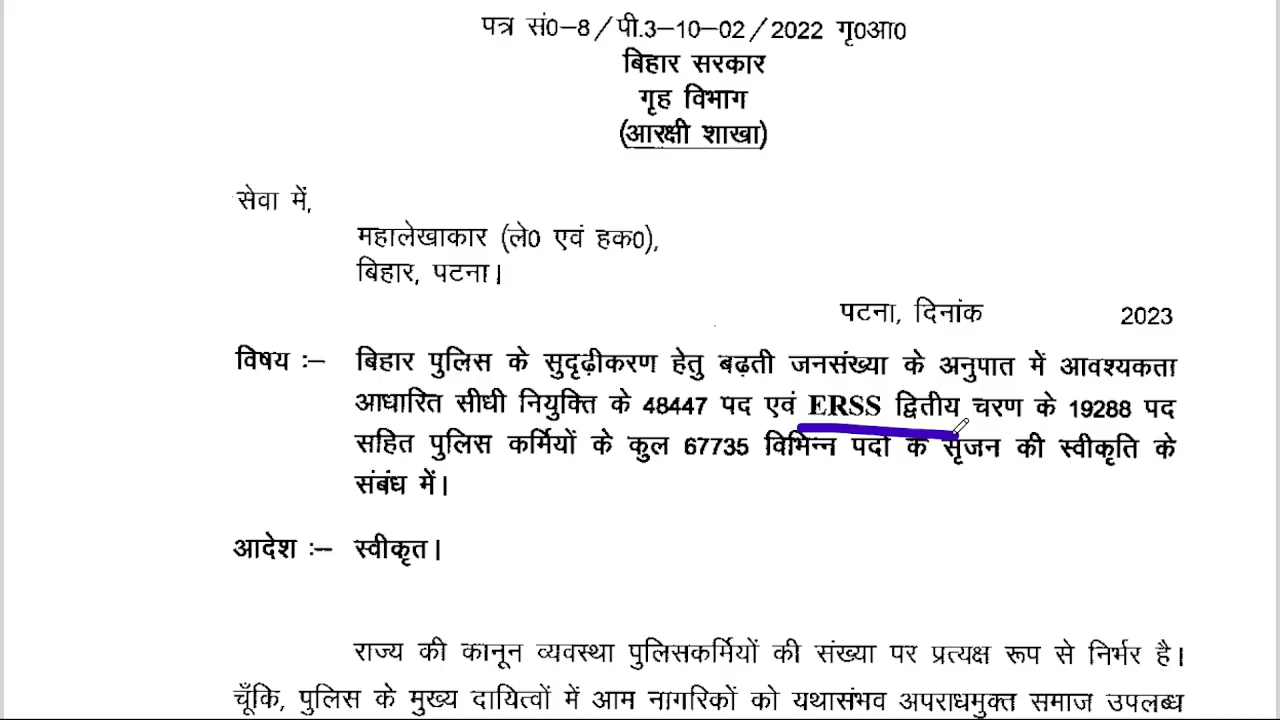 पत्र सं0-8/पी.3-10-02/2022 गृ0आ0
बिहार सरकार
गृह विभाग
(आरक्षी शाखा)
सेवा में,
महालेखाकार (ले0 एवं हक0),
बिहार, पटना।
पटना, दिनांक 2023
विषय :- बिहार पुलिस के सुदृढ़ीकरण हेतु बढ़ती जनसंख्या के अनुपात में आवश्यकता
आधारित सीधी नियुक्ति के 48447 पद एवं ERSS द्वितीय चरण के 19288 पद
सहित पुलिस कर्मियों के कुल 67735 विभिन्न पदों के सृजन की स्वीकृति के
संबंध में।
आदेश :- स्वीकृत।
राज्य की कानून व्यवस्था पुलिसकर्मियों की संख्या पर प्रत्यक्ष रूप से निर्भर है।
चूँकि, पुलिस के मुख्य दायित्वों में आम नागरिकों को यथासंभव अपराधमुक्त समाज उपलब्ध